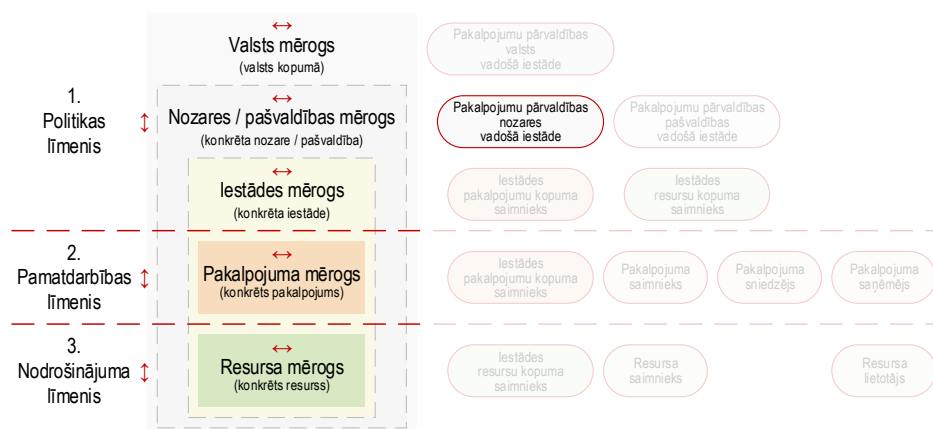 Valsts mērogs
(valsts kopumā)
Pakalpojumu pārvaldības
valsts
vadošā iestāde
1.
Politikas
līmenis
Nozares / pašvaldības mērogs
(konkrēta nozare / pašvaldība)
Pakalpojumu pārvaldības
nozares
vadošā iestāde
Pakalpojumu pārvaldības
pašvaldības
vadošā iestāde
Iestādes mērogs
(konkrēta iestāde)
Iestādes
pakalpojumu kopuma
saimnieks
Iestādes
resursu kopuma
saimnieks
2.
Pamatdarbības
līmenis
Pakalpojuma mērogs
(konkrēts pakalpojums)
Iestādes
pakalpojumu kopuma
saimnieks
Pakalpojuma
saimnieks
Pakalpojuma
sniedzējs
Pakalpojuma
saņēmējs
3.
Nodrošinājuma
līmenis
Resursa mērogs
(konkrēts resurss)
Iestādes
resursu kopuma
saimnieks
Resursa
saimnieks
Resursa
lietotājs